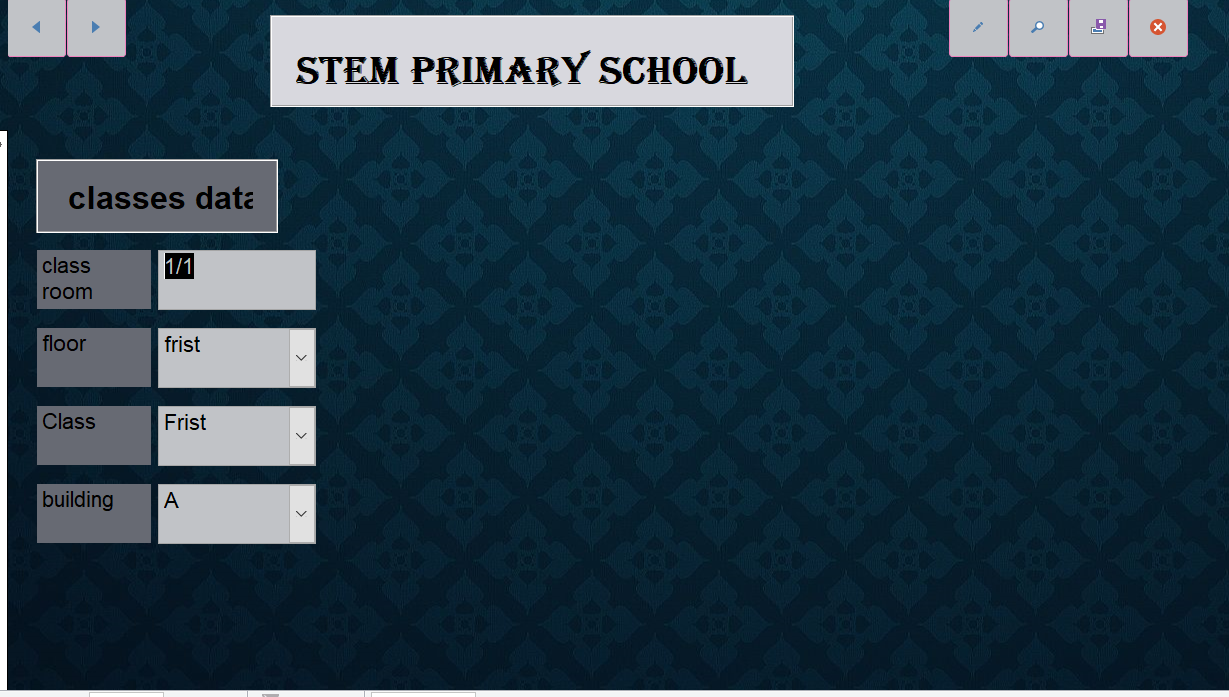 STEM PRIMARY SCHOOL
classes data
class
room
1/1
floor
frist
Class
Frist
building
A